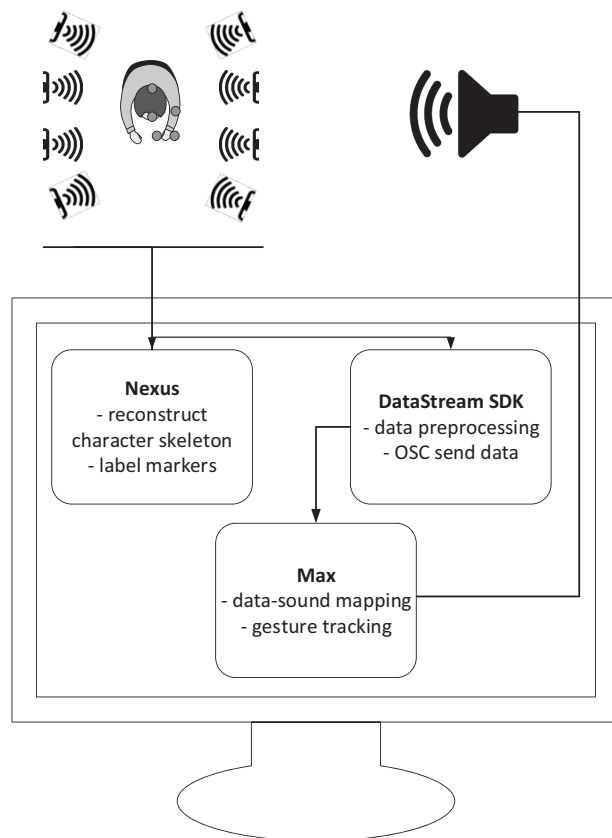 Nexus
- reconstruct
character skeleton
- label markers
DataStream SDK
- data preprocessing
- OSC send data
Max
- data-sound mapping
- gesture tracking